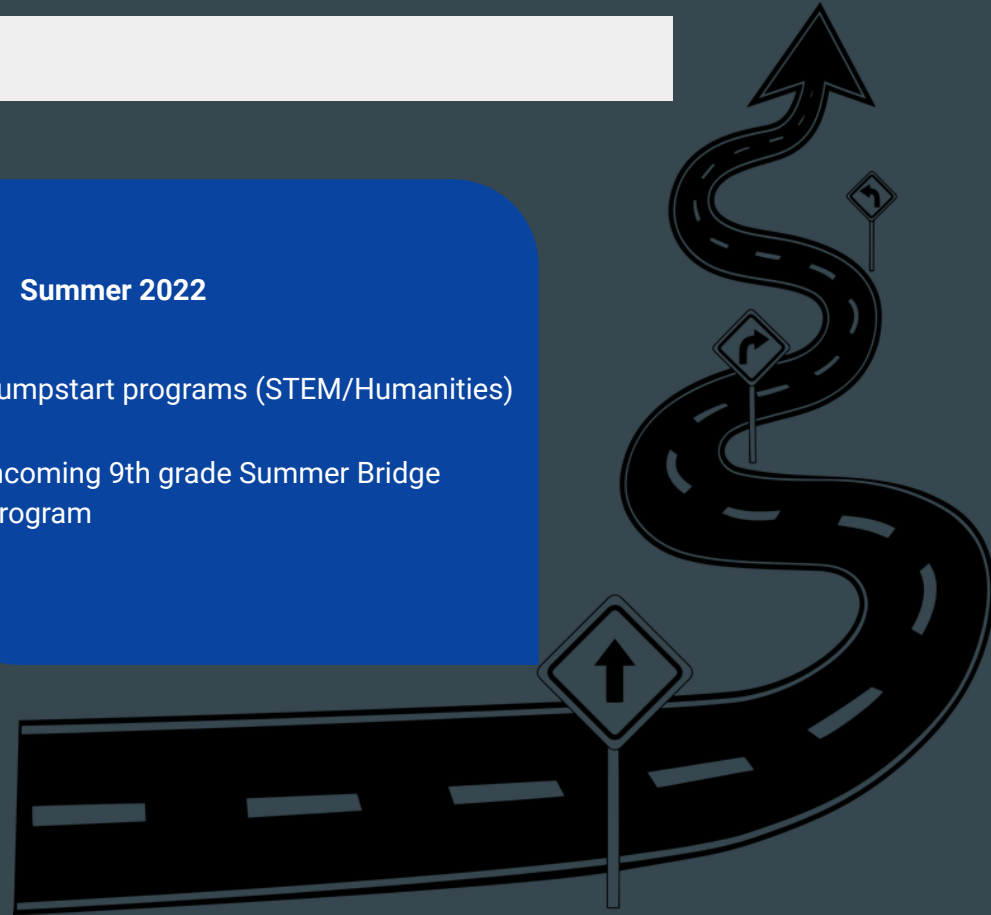 Summer 2022
umpstart programs (STEM/Humanities)
ncoming 9th grade Summer Bridge
rogram